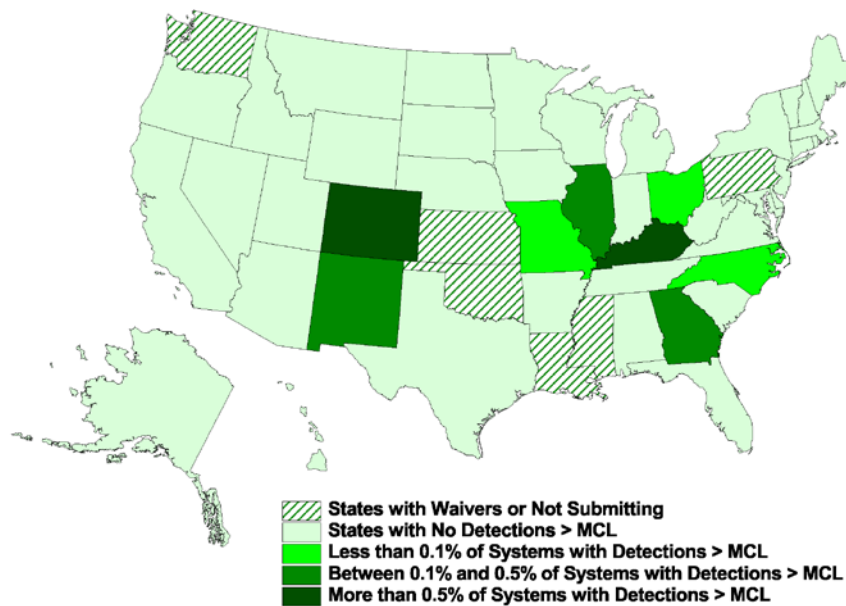 States with Waivers or Not Submitting
States with No Detections > MCL
Less than 0.1% of Systems with Detections > MCL
Between 0.1% and 0.5% of Systems with Detections > MCL
More than 0.5% of Systems with Detections > MCL